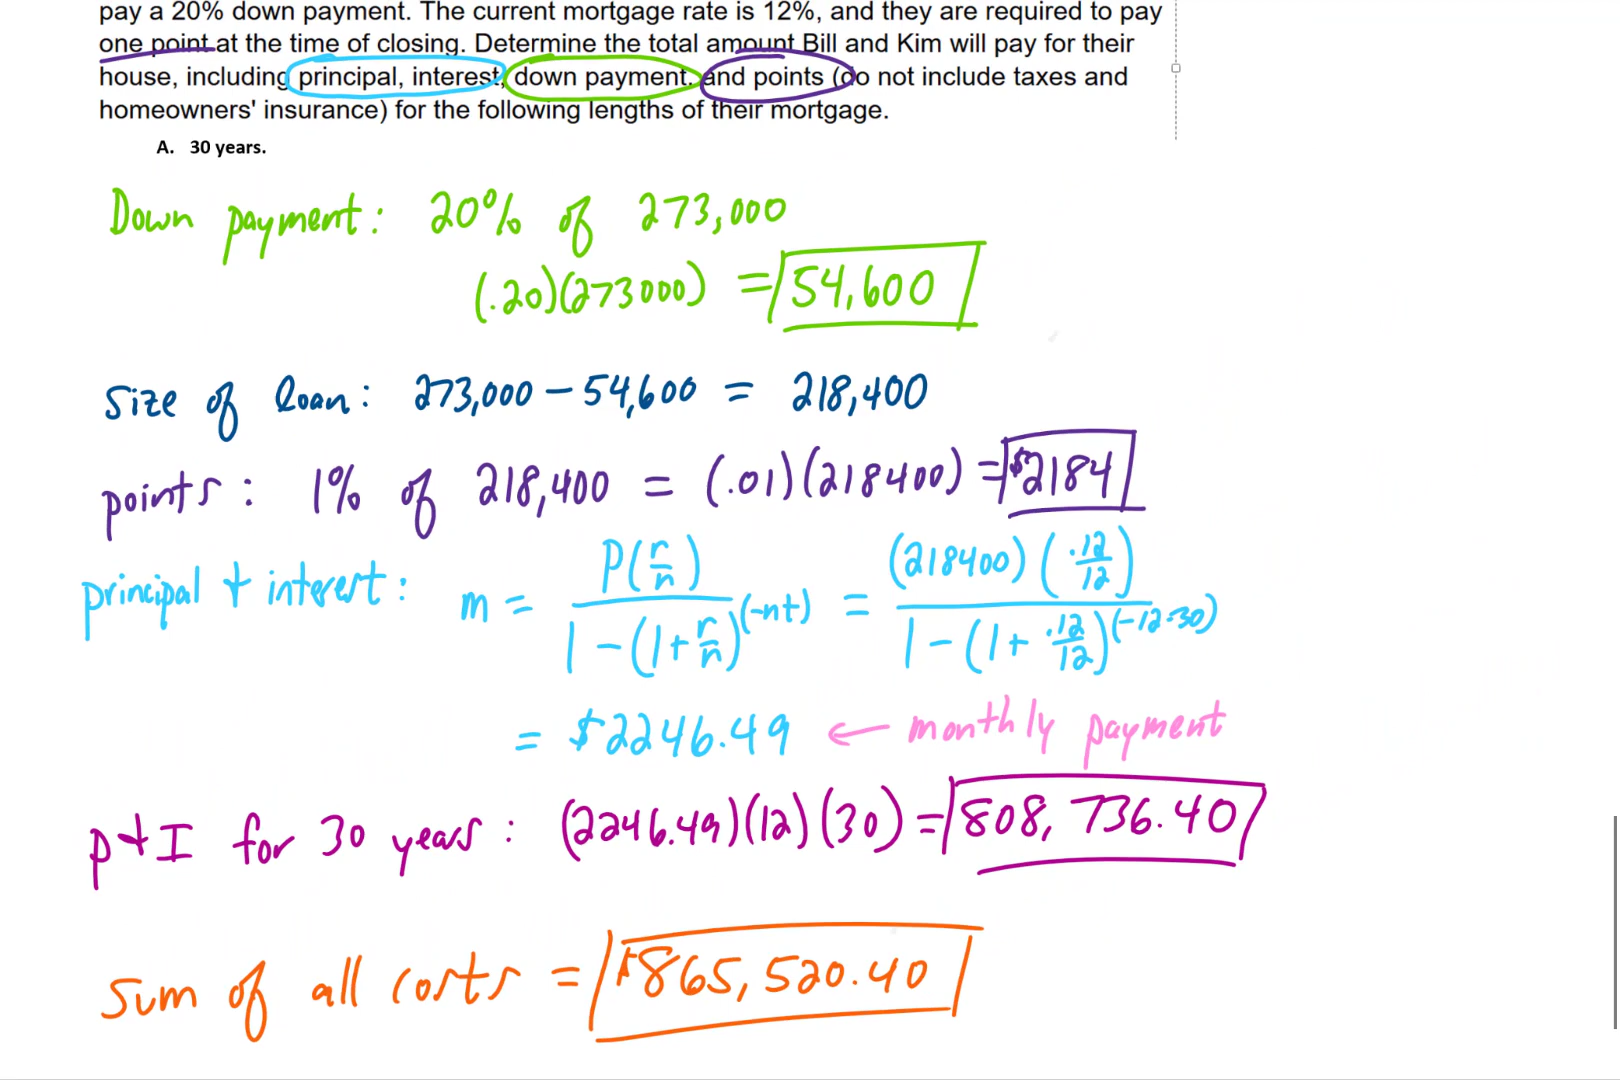 pay a 20% down payment. The current mortgage rate is 12%, and they are required to pay
one point at the time of closing. Determine the total amount Bill and Kim will pay for their
house, including principal, interest, down payment, and points (do not include taxes and
homeowners' insurance) for the following lengths of their mortgage.
A. 30 years.
Down payment: 20% of 273,000
(.20)(273000) = 54,600
Size of loan: 273,000 - 54,600 = 218,400
points: 1% of 218,400 = (.01)(218400) = $2184
principal + interest: m = P(r/n) / 1-(1+r/n)^(-nt) = (218400)(.12/12) / 1-(1+.12/12)^(-12·30)
= $2246.49 ← monthly payment
P+I for 30 years: (2246.49)(12)(30) = 808,736.40
Sum of all costs = $865,520.40